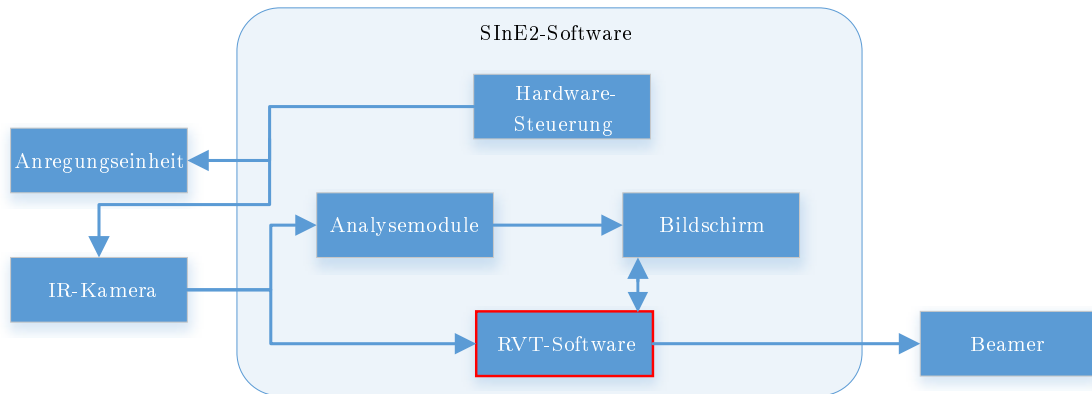 SInE2-Software
Hardware-
Steuerung
Anregungseinheit
Analysemodule
Bildschirm
IR-Kamera
RVT-Software
Beamer